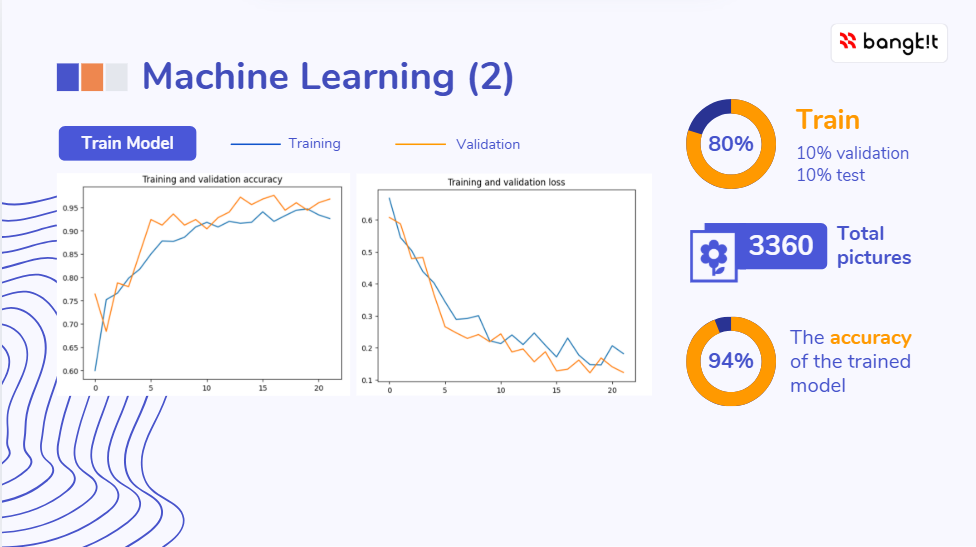 bangk!t
Machine Learning (2)
Train Model
Training
Validation
Training and validation accuracy
0.95
0.90
0.85
0.80
0.75
0.70
0.65
0.60
0
5
10
15
20
Training and validation loss
0.6
0.5
0.4
0.3
0.2
0.1
0
5
10
15
20
80%
Train
10% validation
10% test
3360
Total
pictures
94%
The accuracy
of the trained
model